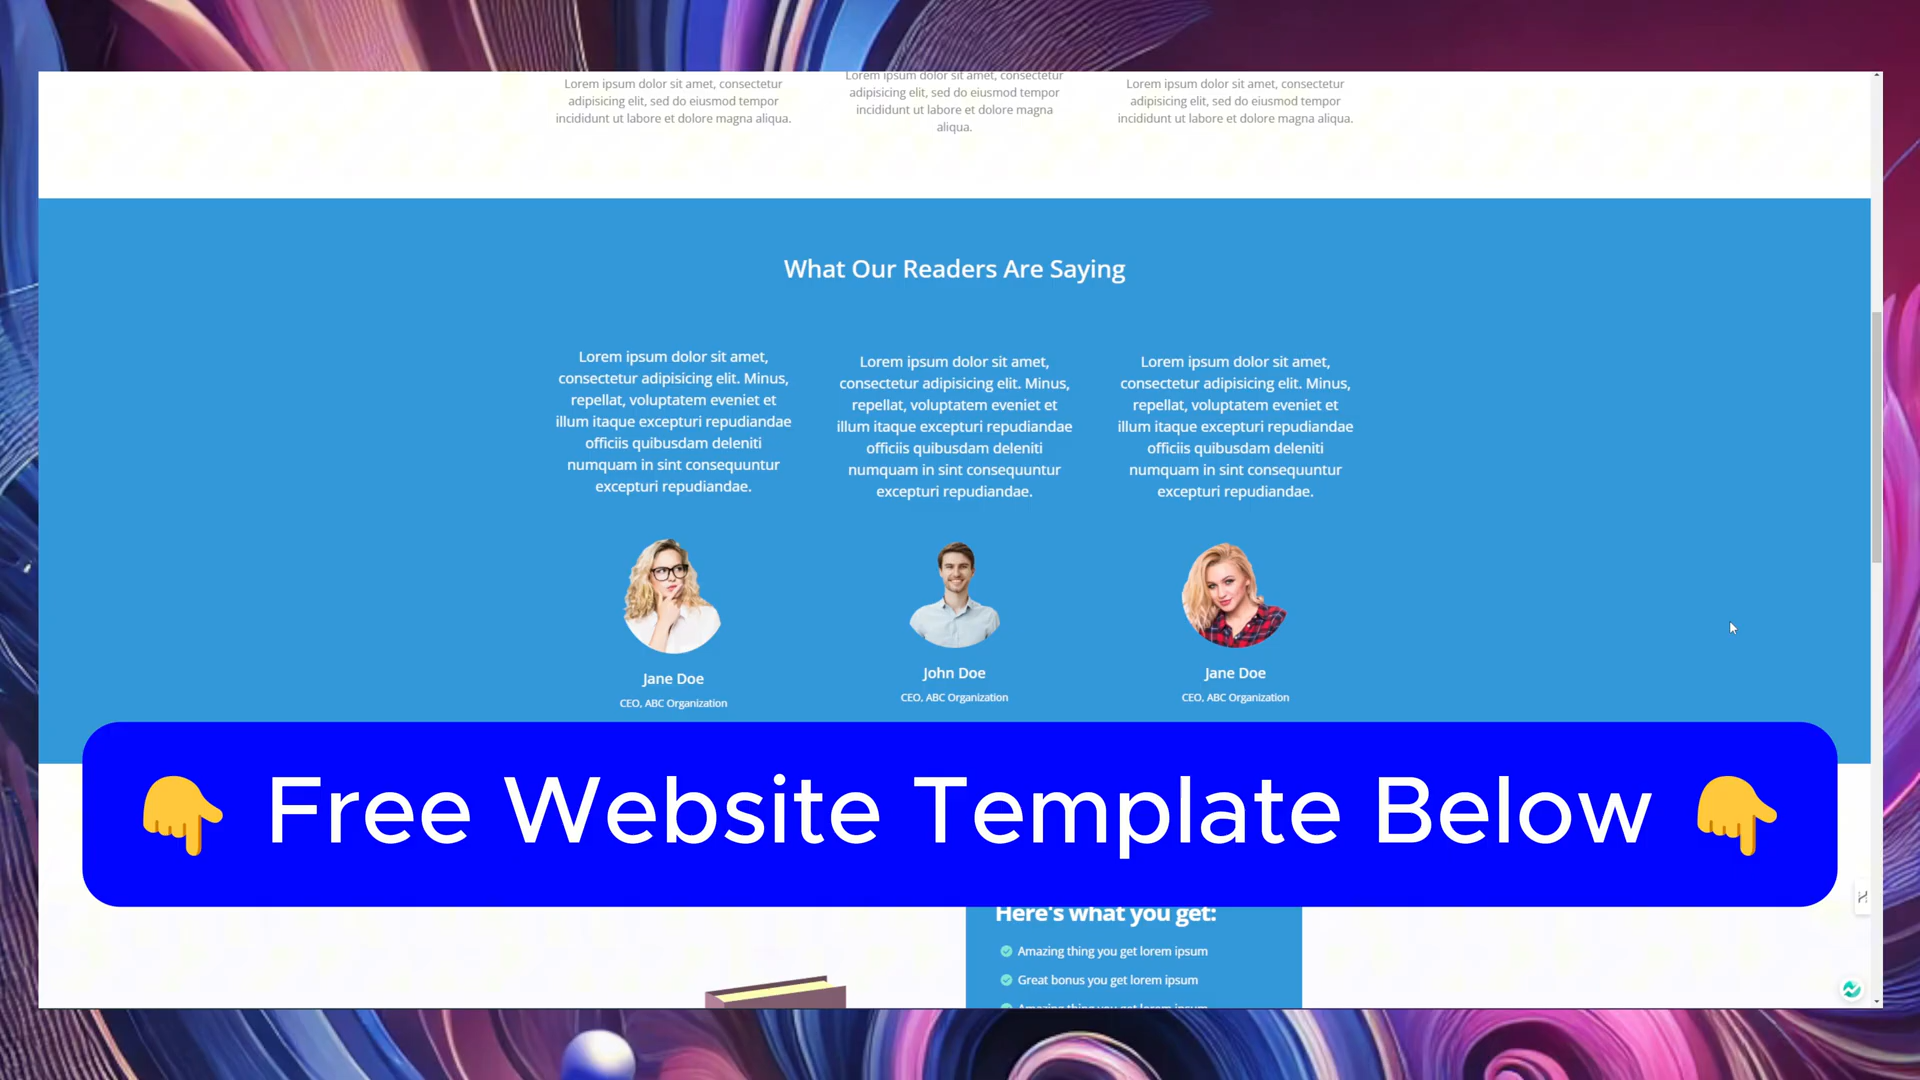 Lorem ipsum dolor sit amet, consectetur
adipisicing elit, sed do eiusmod tempor
incididunt ut labore et dolore magna aliqua.
Lorem ipsum dolor sit amet, consectetur
adipisicing elit, sed do eiusmod tempor
incididunt ut labore et dolore magna
aliqua.
Lorem ipsum dolor sit amet, consectetur
adipisicing elit, sed do eiusmod tempor
incididunt ut labore et dolore magna aliqua.
What Our Readers Are Saying
Lorem ipsum dolor sit amet,
consectetur adipisicing elit. Minus,
repellat, voluptatem eveniet et
illum itaque excepturi repudiandae
officiis quibusdam deleniti
numquam in sint consequuntur
excepturi repudiandae.
Jane Doe
CEO, ABC Organization
Lorem ipsum dolor sit amet,
consectetur adipisicing elit. Minus,
repellat, voluptatem eveniet et
illum itaque excepturi repudiandae
officiis quibusdam deleniti
numquam in sint consequuntur
excepturi repudiandae.
John Doe
CEO, ABC Organization
Lorem ipsum dolor sit amet,
consectetur adipisicing elit. Minus,
repellat, voluptatem eveniet et
illum itaque excepturi repudiandae
officiis quibusdam deleniti
numquam in sint consequuntur
excepturi repudiandae.
Jane Doe
CEO, ABC Organization
👇 Free Website Template Below 👇
Here's what you get:
Amazing thing you get lorem ipsum
Great bonus you get lorem ipsum
Amazing thing you get lorem ipsum